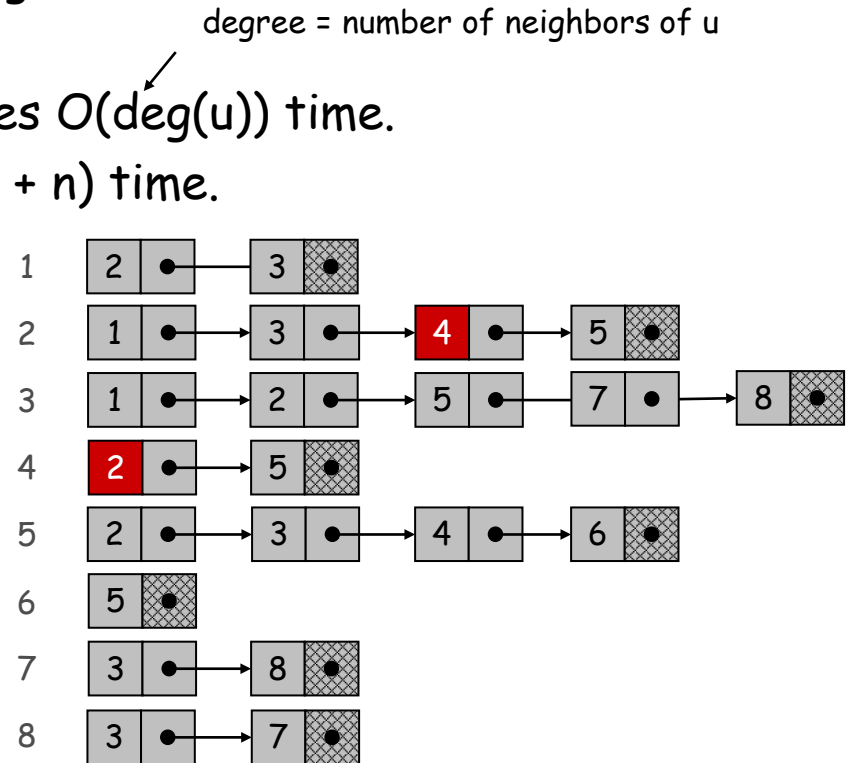 degree = number of neighbors of u
es O(deg(u)) time.
+ n) time.
1 2 3
2 1 3 4 5
3 1 2 5 7 8
4 2 5
5 2 3 4 6
6 5
7 3 8
8 3 7